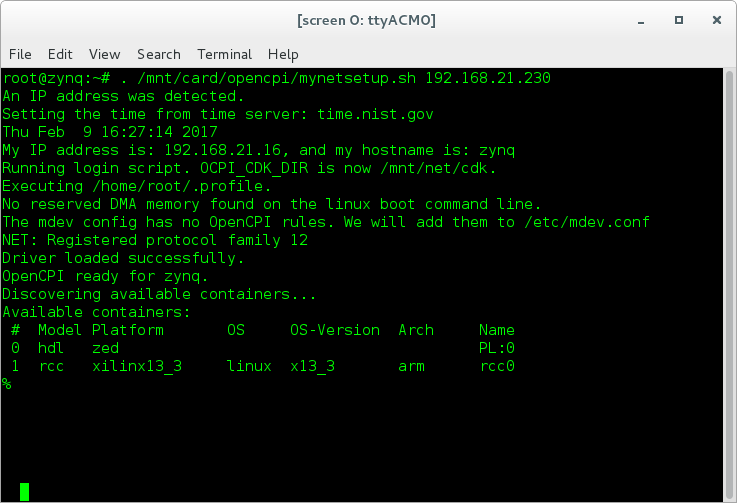 [screen 0: ttyACM0]
File Edit View Search Terminal Help
root@zynq:~# . /mnt/card/opencpi/mynetsetup.sh 192.168.21.230
An IP address was detected.
Setting the time from time server: time.nist.gov
Thu Feb  9 16:27:14 2017
My IP address is: 192.168.21.16, and my hostname is: zynq
Running login script. OCPI_CDK_DIR is now /mnt/net/cdk.
Executing /home/root/.profile.
No reserved DMA memory found on the linux boot command line.
The mdev config has no OpenCPI rules. We will add them to /etc/mdev.conf
NET: Registered protocol family 12
Driver loaded successfully.
OpenCPI ready for zynq.
Discovering available containers...
Available containers:
 #  Model Platform       OS     OS-Version  Arch     Name
 0  hdl   zed                                        PL:0
 1  rcc   xilinx13_3     linux  x13_3       arm      rcc0
%